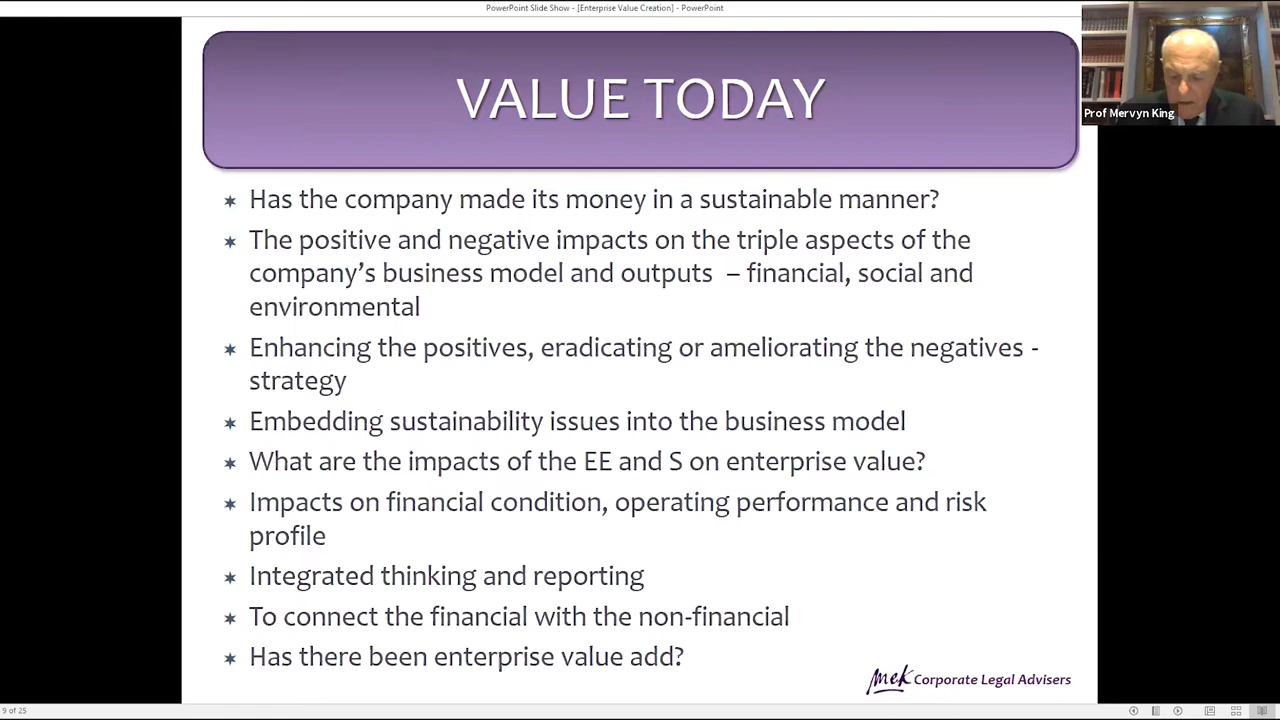 PowerPoint Slide Show - [Enterprise Value Creation] - PowerPoint
VALUE TODAY
Prof Mervyn King
Has the company made its money in a sustainable manner?
The positive and negative impacts on the triple aspects of the
company’s business model and outputs – financial, social and
environmental
Enhancing the positives, eradicating or ameliorating the negatives -
strategy
Embedding sustainability issues into the business model
What are the impacts of the EE and S on enterprise value?
Impacts on financial condition, operating performance and risk
profile
Integrated thinking and reporting
To connect the financial with the non-financial
Has there been enterprise value add?
mek Corporate Legal Advisers
9 of 25